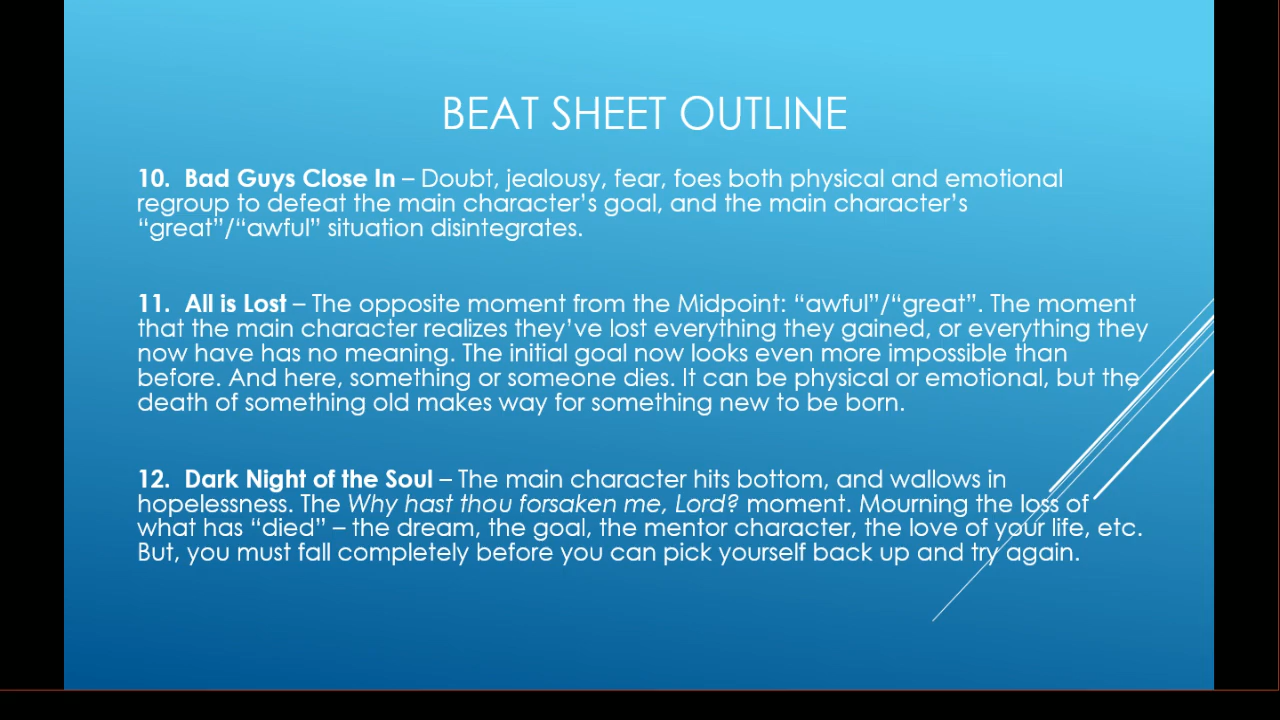 BEAT SHEET OUTLINE
10. Bad Guys Close In – Doubt, jealousy, fear, foes both physical and emotional
regroup to defeat the main character’s goal, and the main character’s
“great”/“awful” situation disintegrates.
11. All is Lost – The opposite moment from the Midpoint: “awful”/“great”. The moment
that the main character realizes they’ve lost everything they gained, or everything they
now have has no meaning. The initial goal now looks even more impossible than
before. And here, something or someone dies. It can be physical or emotional, but the
death of something old makes way for something new to be born.
12. Dark Night of the Soul – The main character hits bottom, and wallows in
hopelessness. The Why hast thou forsaken me, Lord? moment. Mourning the loss of
what has “died” – the dream, the goal, the mentor character, the love of your life, etc.
But, you must fall completely before you can pick yourself back up and try again.